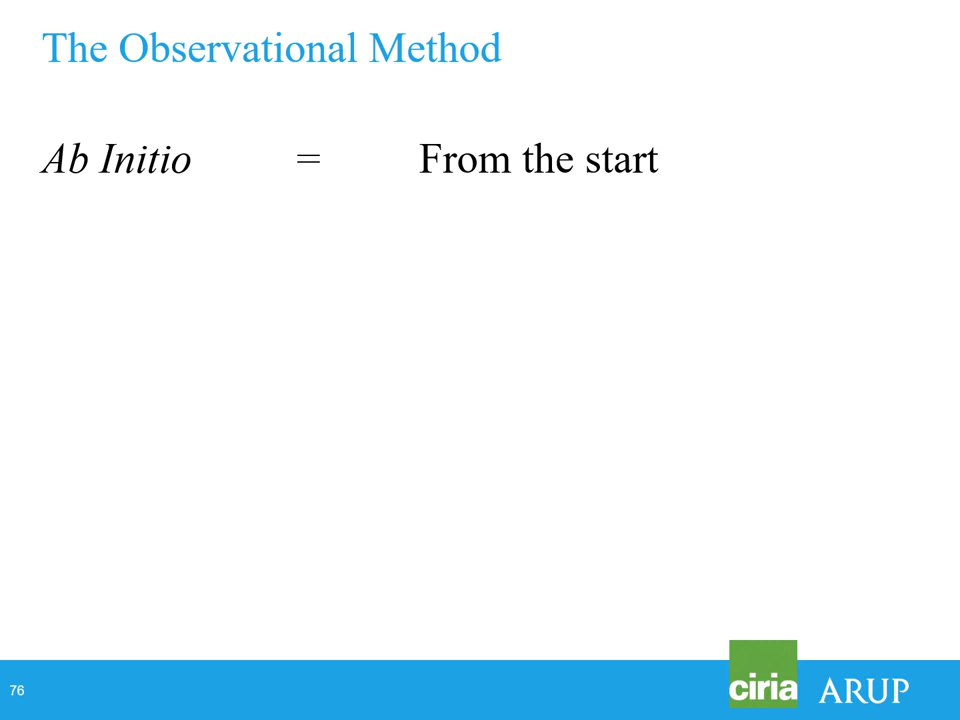 The Observational Method
Ab Initio = From the start
76
ciria ARUP